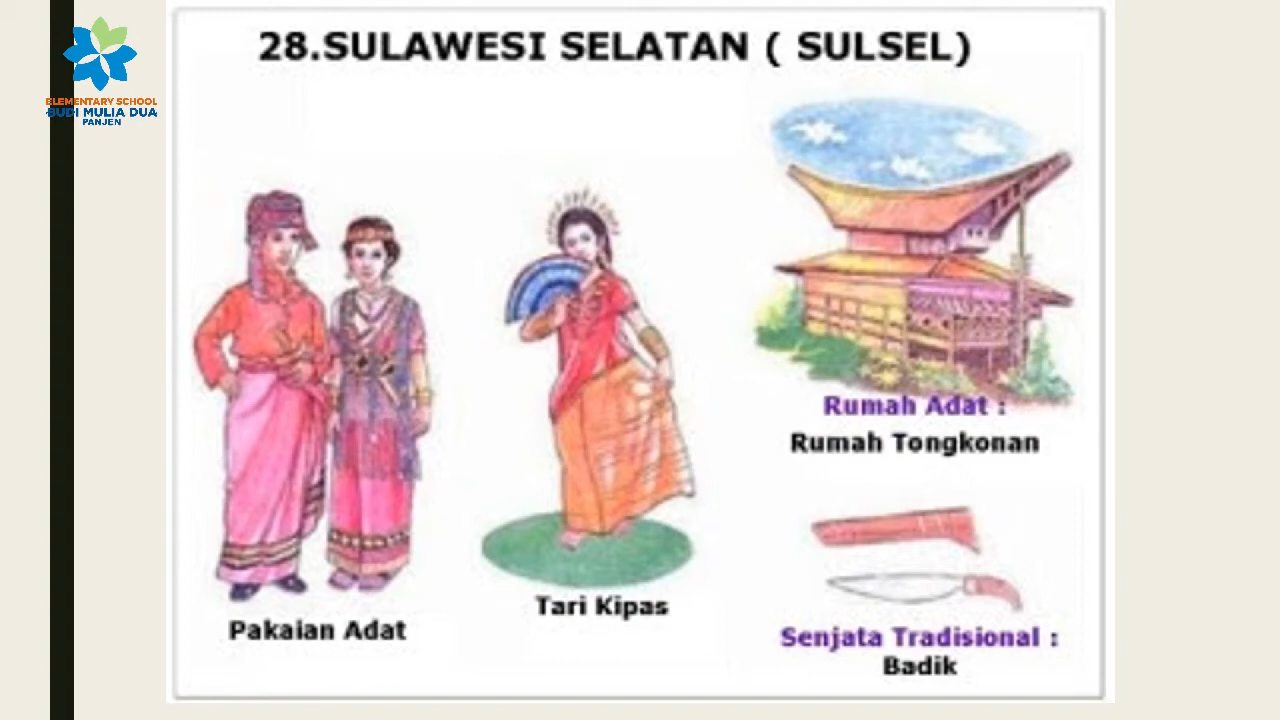 28.SULAWESI SELATAN ( SULSEL)
ELEMENTARY SCHOOL
BUDI MULIA DUA
PANJEN
Rumah Adat :
Rumah Tongkonan
Tari Kipas
Pakaian Adat
Senjata Tradisional :
Badik